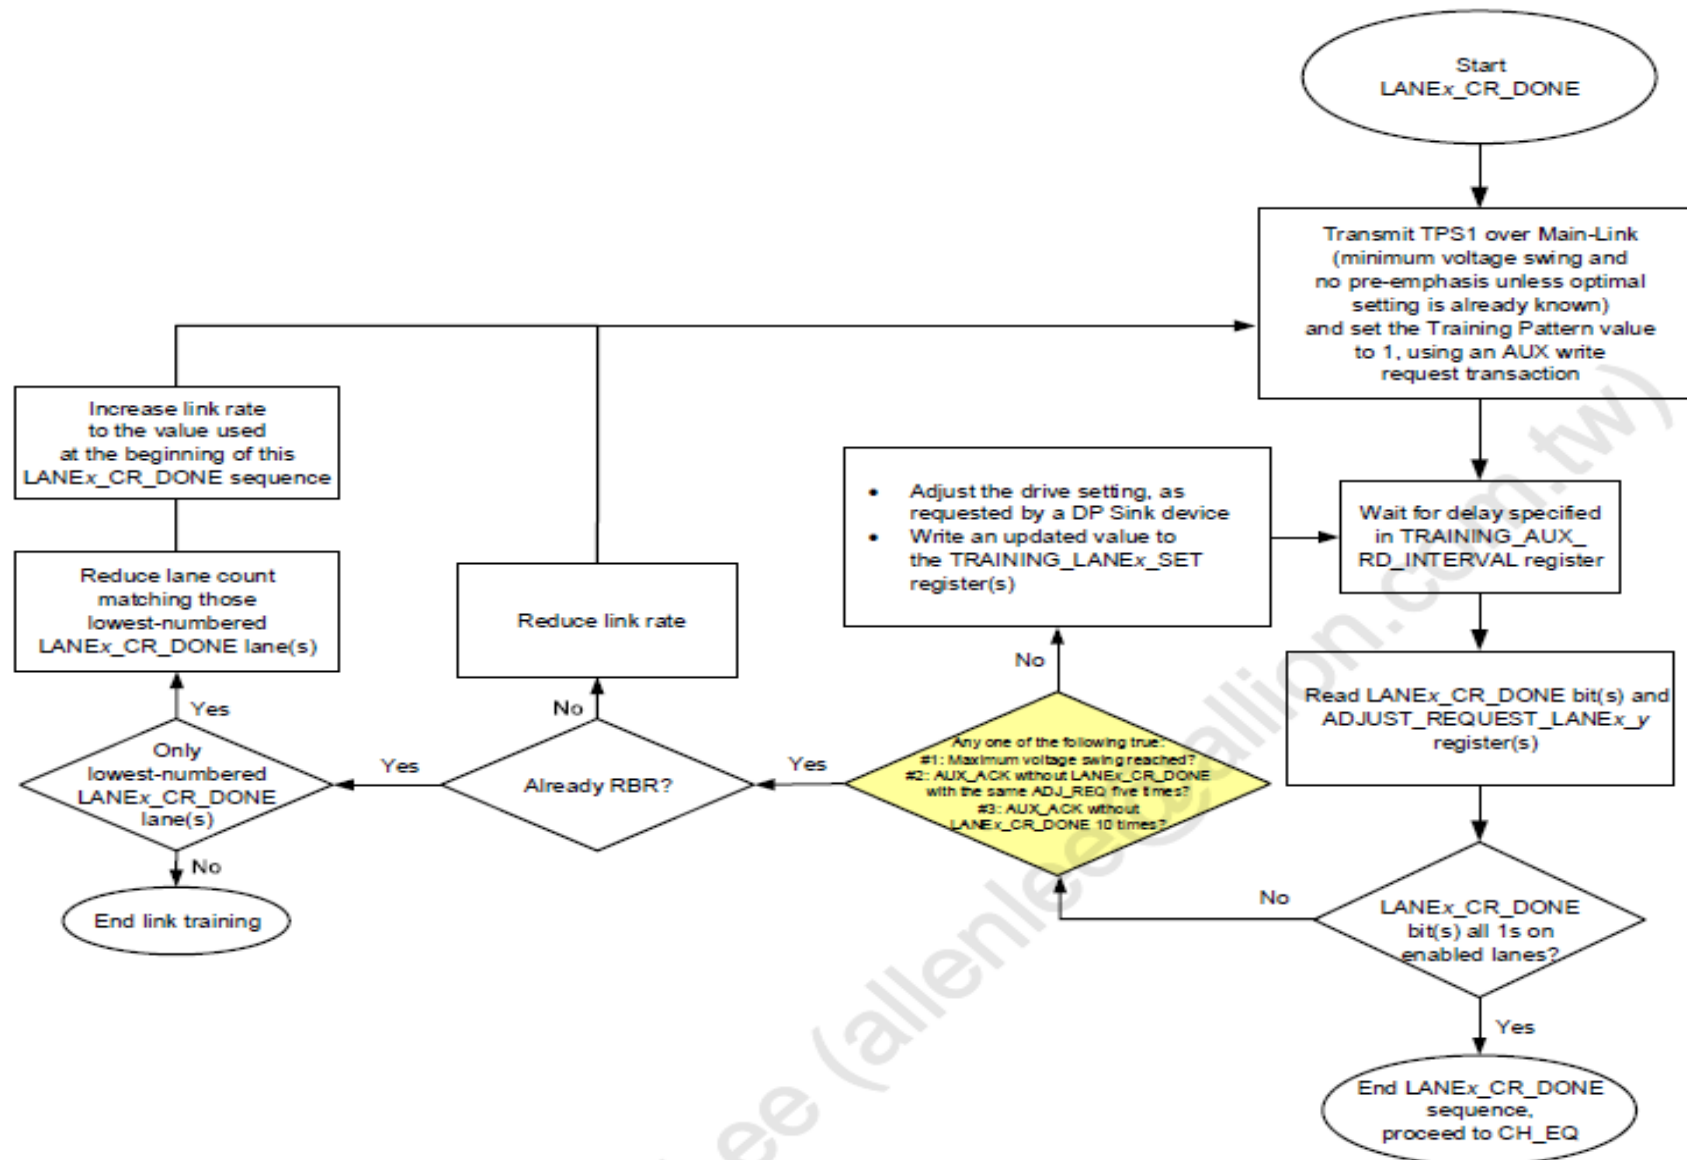 Start
LANEx_CR_DONE
Transmit TPS1 over Main-Link
(minimum voltage swing and
no pre-emphasis unless optimal
setting is already known)
and set the Training Pattern value
to 1, using an AUX write
request transaction
Increase link rate
to the value used
at the beginning of this
LANEx_CR_DONE sequence
• Adjust the drive setting, as
requested by a DP Sink device
• Write an updated value to
the TRAINING_LANEx_SET
register(s)
Wait for delay specified
in TRAINING_AUX_
RD_INTERVAL register
Reduce lane count
matching those
lowest-numbered
LANEx_CR_DONE lane(s)
Reduce link rate
No
Read LANEx_CR_DONE bit(s) and
ADJUST_REQUEST_LANEx_y
register(s)
Yes
No
Only
lowest-numbered
LANEx_CR_DONE
lane(s)
Yes
Already RBR?
Yes
Any one of the following true:
#1: Maximum voltage swing reached?
#2: AUX_ACK without LANEx_CR_DONE
with the same ADJ_REQ five times?
#3: AUX_ACK without
LANEx_CR_DONE 10 times?
No
End link training
No
LANEx_CR_DONE
bit(s) all 1s on
enabled lanes?
Yes
End LANEx_CR_DONE
sequence,
proceed to CH_EQ
ee (allenlee@allion.com.tw)